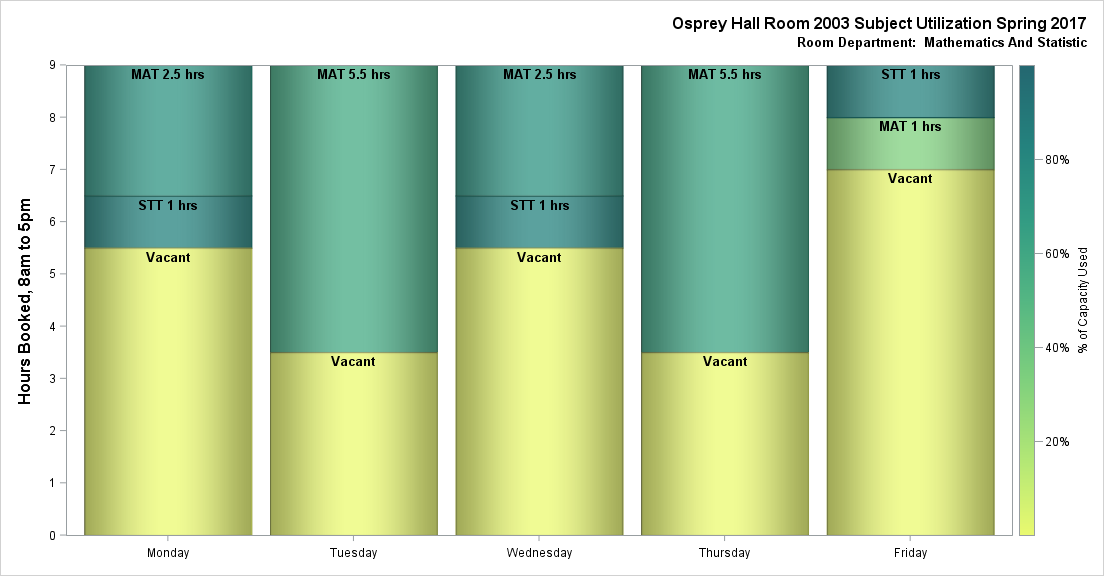 Osprey Hall Room 2003 Subject Utilization Spring 2017
Room Department: Mathematics And Statistic
Hours Booked, 8am to 5pm
9
8
7
6
5
4
3
2
1
0
MAT 2.5 hrs
STT 1 hrs
Vacant
MAT 5.5 hrs
Vacant
MAT 2.5 hrs
STT 1 hrs
Vacant
MAT 5.5 hrs
Vacant
STT 1 hrs
MAT 1 hrs
Vacant
Monday
Tuesday
Wednesday
Thursday
Friday
80%
60%
40%
20%
% of Capacity Used